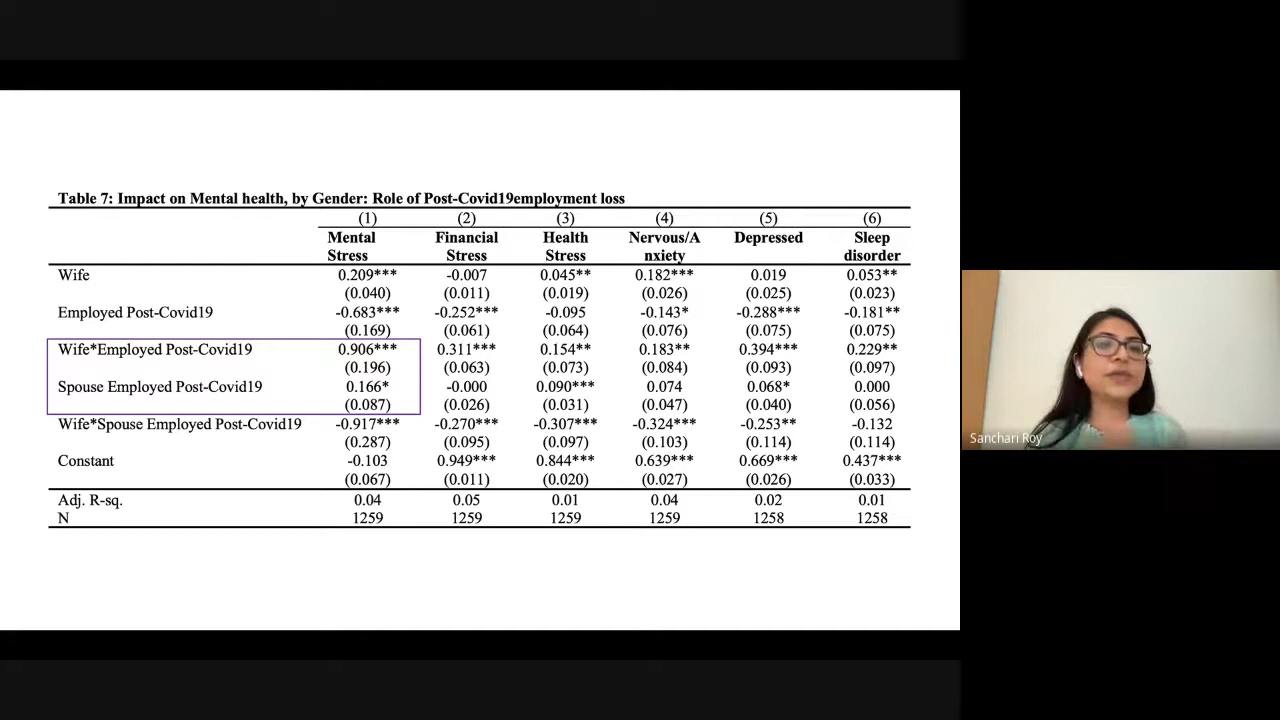 Table 7: Impact on Mental health, by Gender: Role of Post-Covid19employment loss
(1) (2) (3) (4) (5) (6)
Mental Financial Health Nervous/A Depressed Sleep
Stress Stress Stress nxiety disorder
Wife 0.209*** -0.007 0.045** 0.182*** 0.019 0.053**
(0.040) (0.011) (0.019) (0.026) (0.025) (0.023)
Employed Post-Covid19 -0.683*** -0.252*** -0.095 -0.143* -0.288*** -0.181**
(0.169) (0.061) (0.064) (0.076) (0.075) (0.075)
Wife*Employed Post-Covid19 0.906*** 0.311*** 0.154** 0.183** 0.394*** 0.229**
(0.196) (0.063) (0.073) (0.084) (0.093) (0.097)
Spouse Employed Post-Covid19 0.166* -0.000 0.090*** 0.074 0.068* 0.000
(0.087) (0.026) (0.031) (0.047) (0.040) (0.056)
Wife*Spouse Employed Post-Covid19 -0.917*** -0.270*** -0.307*** -0.324*** -0.253** -0.132
(0.287) (0.095) (0.097) (0.103) (0.114) (0.114)
Constant -0.103 0.949*** 0.844*** 0.639*** 0.669*** 0.437***
(0.067) (0.011) (0.020) (0.027) (0.026) (0.033)
Adj. R-sq. 0.04 0.05 0.01 0.04 0.02 0.01
N 1259 1259 1259 1259 1258 1258
Sanchari Roy